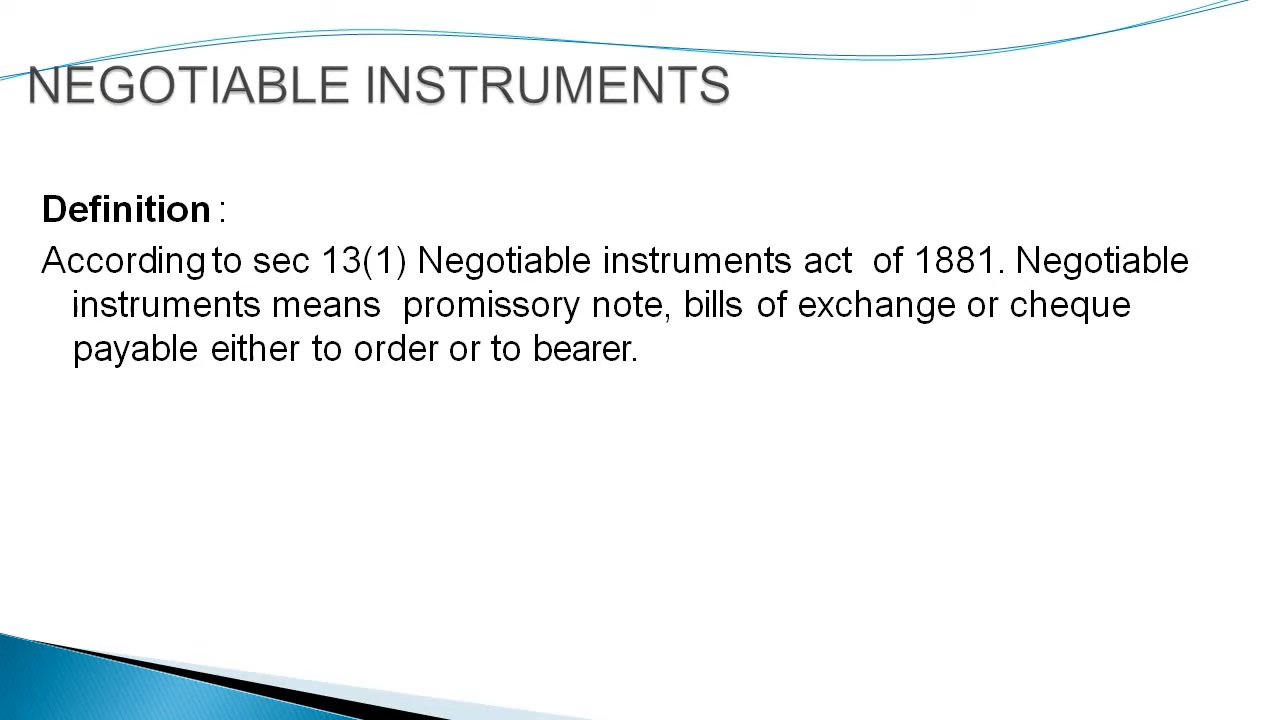 NEGOTIABLE INSTRUMENTS
Definition :
According to sec 13(1) Negotiable instruments act  of 1881. Negotiable
instruments means  promissory note, bills of exchange or cheque
payable either to order or to bearer.